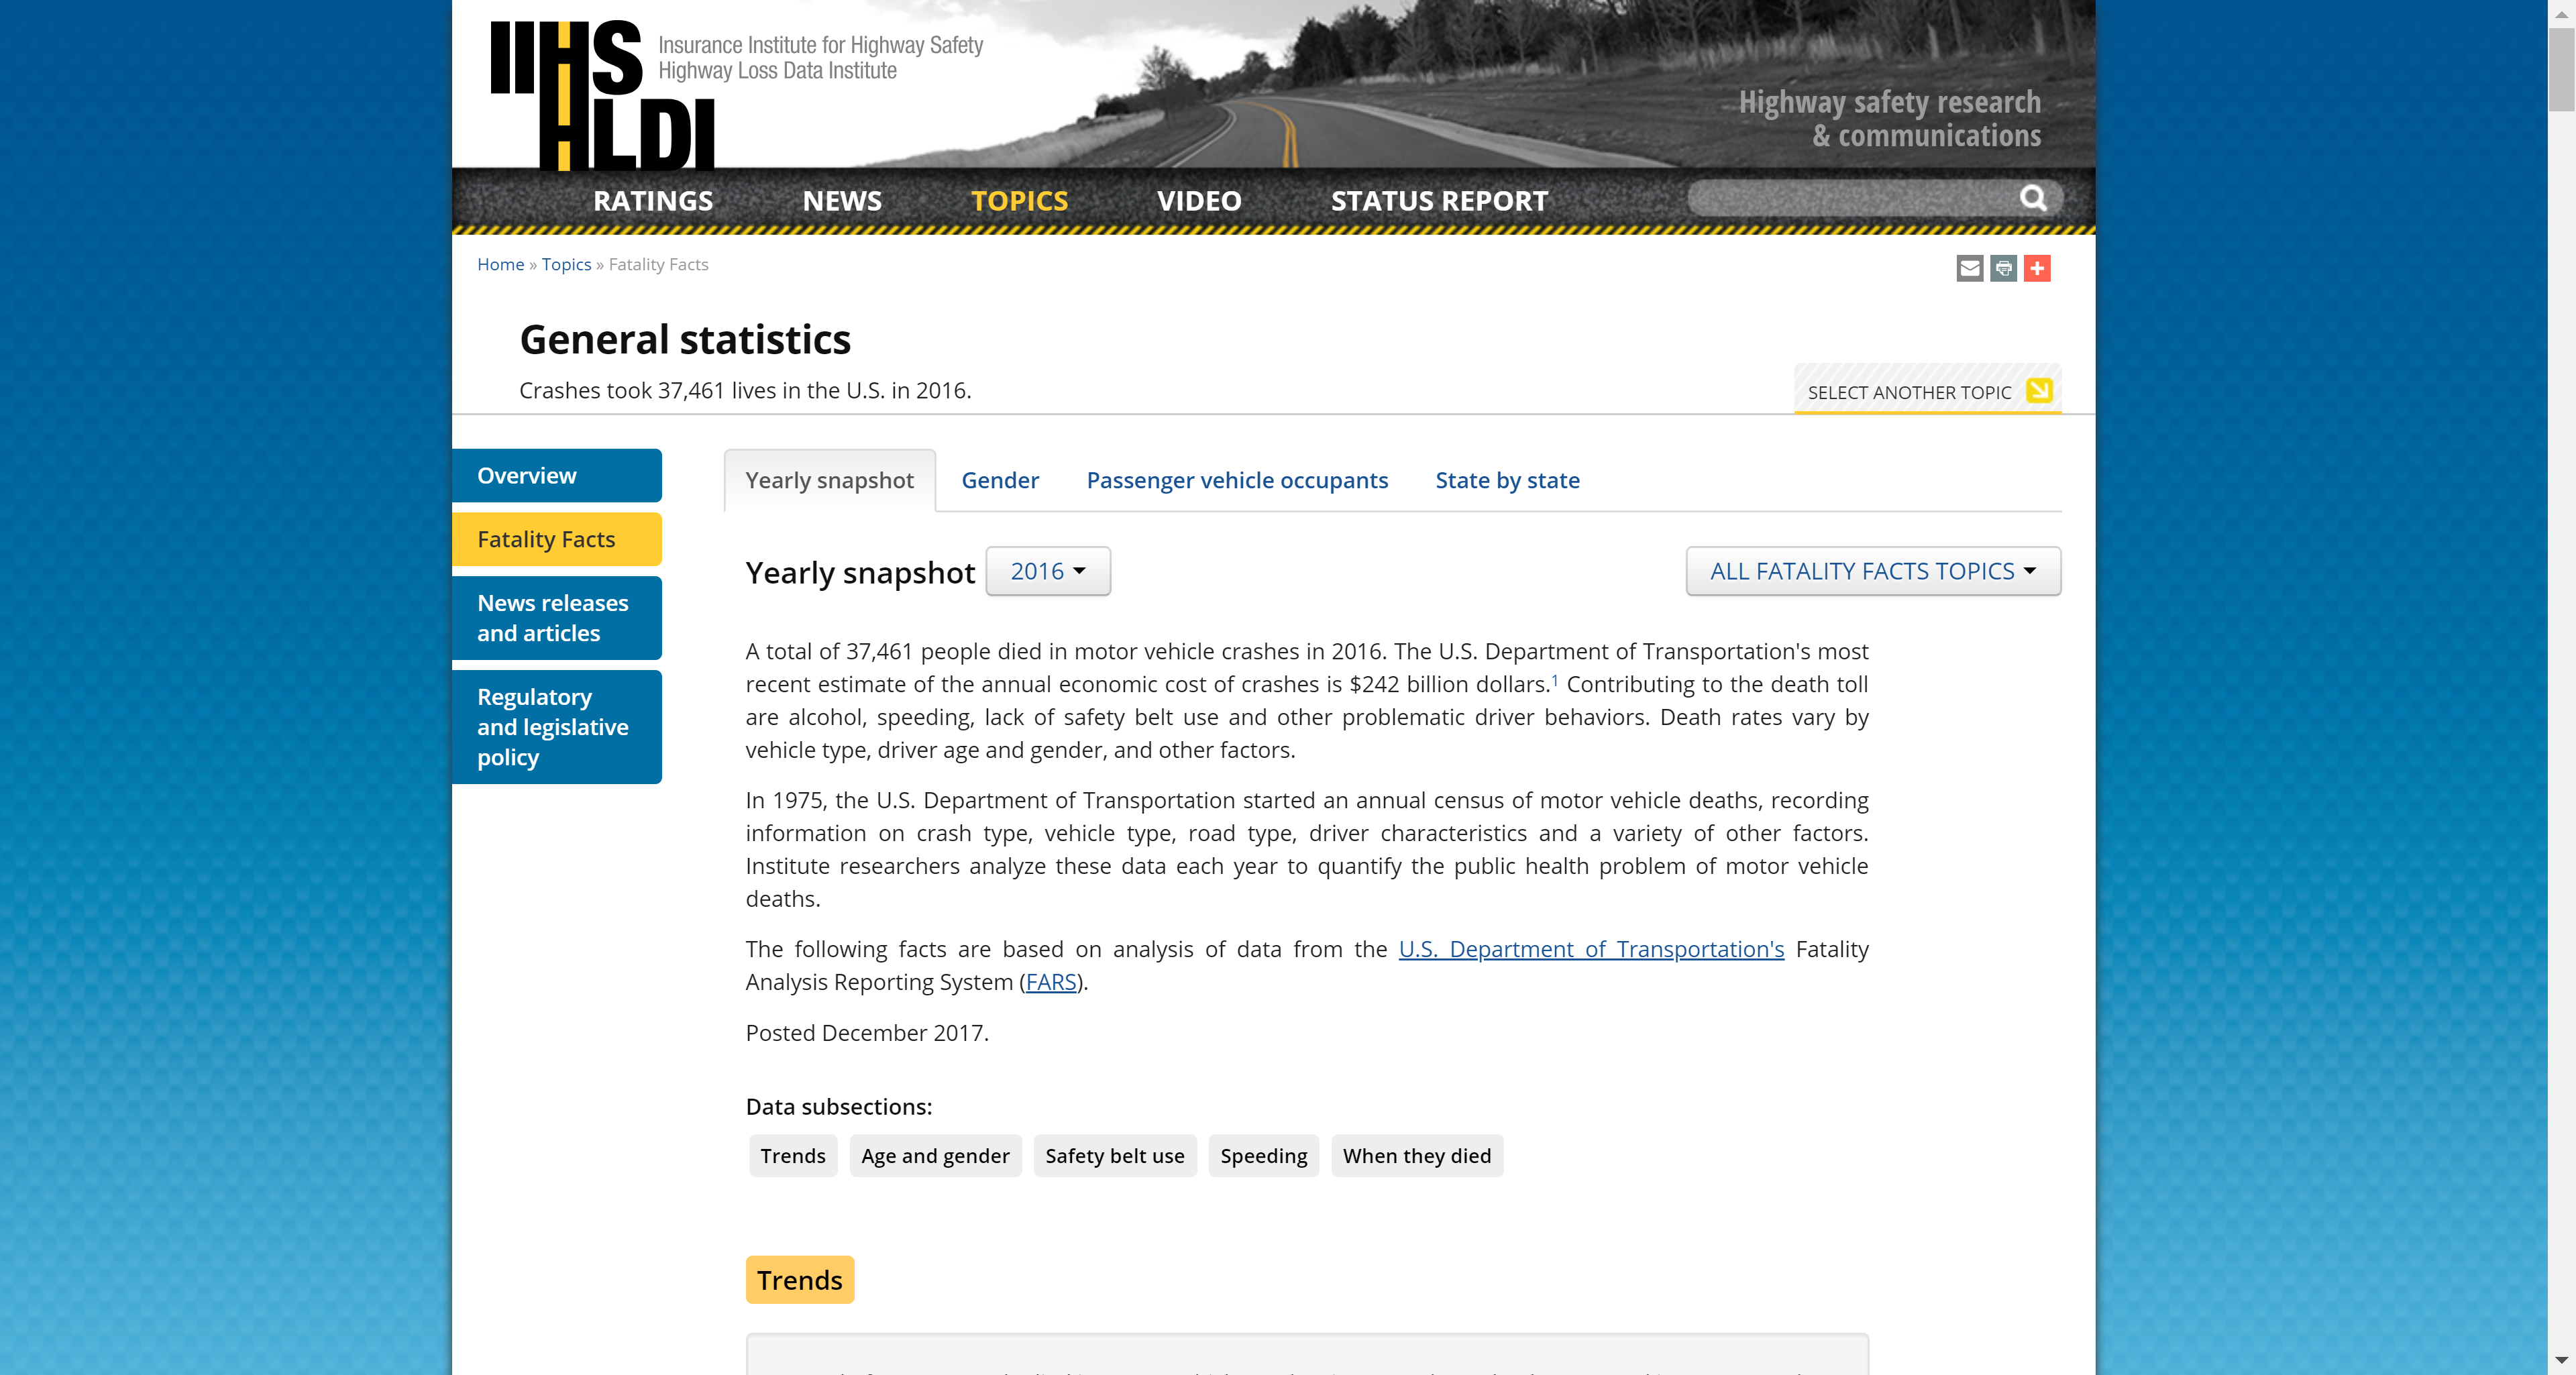 IIHS
HLDI
Insurance Institute for Highway Safety
Highway Loss Data Institute
Highway safety research
& communications
RATINGS NEWS TOPICS VIDEO STATUS REPORT
Home » Topics » Fatality Facts
General statistics
Crashes took 37,461 lives in the U.S. in 2016.
SELECT ANOTHER TOPIC
Overview
Fatality Facts
News releases
and articles
Regulatory
and legislative
policy
Yearly snapshot Gender Passenger vehicle occupants State by state
Yearly snapshot 2016 ALL FATALITY FACTS TOPICS
A total of 37,461 people died in motor vehicle crashes in 2016. The U.S. Department of Transportation's most
recent estimate of the annual economic cost of crashes is $242 billion dollars.¹ Contributing to the death toll
are alcohol, speeding, lack of safety belt use and other problematic driver behaviors. Death rates vary by
vehicle type, driver age and gender, and other factors.
In 1975, the U.S. Department of Transportation started an annual census of motor vehicle deaths, recording
information on crash type, vehicle type, road type, driver characteristics and a variety of other factors.
Institute researchers analyze these data each year to quantify the public health problem of motor vehicle
deaths.
The following facts are based on analysis of data from the U.S. Department of Transportation's Fatality
Analysis Reporting System (FARS).
Posted December 2017.
Data subsections:
Trends Age and gender Safety belt use Speeding When they died
Trends